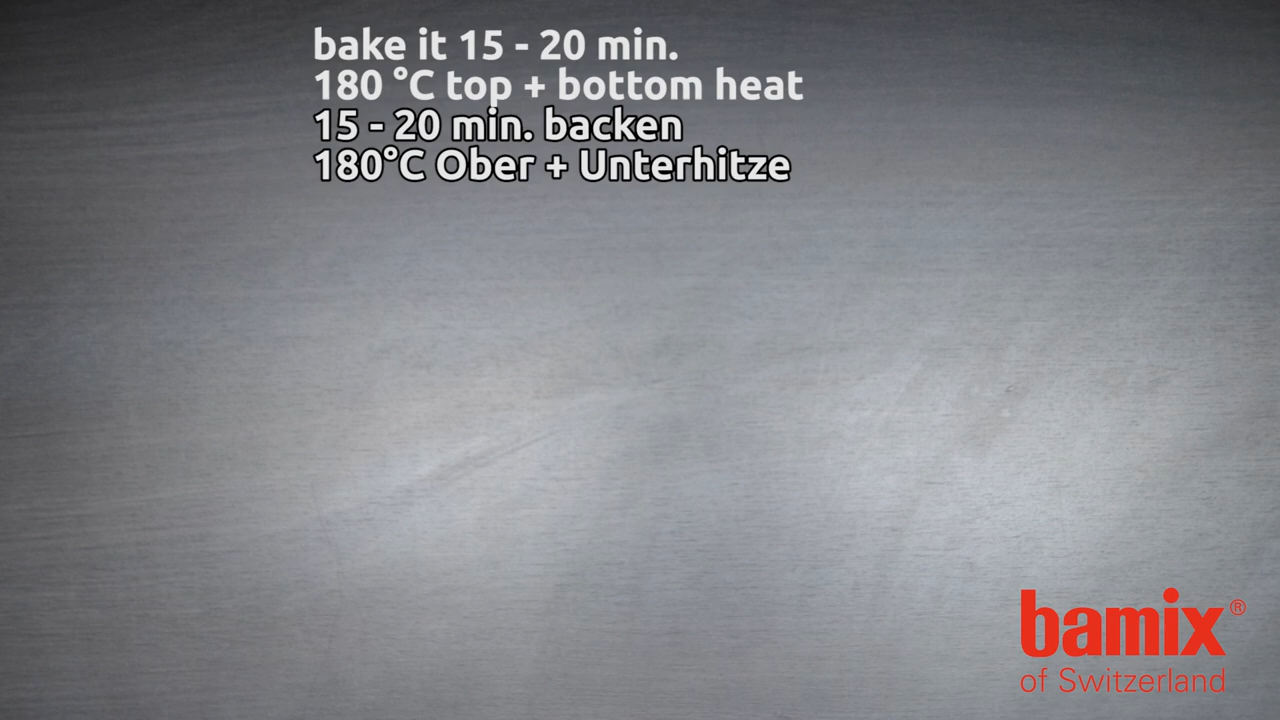 bake it 15 - 20 min.
180 °C top + bottom heat
15 - 20 min. backen
180°C Ober + Unterhitze
bamix®
of Switzerland